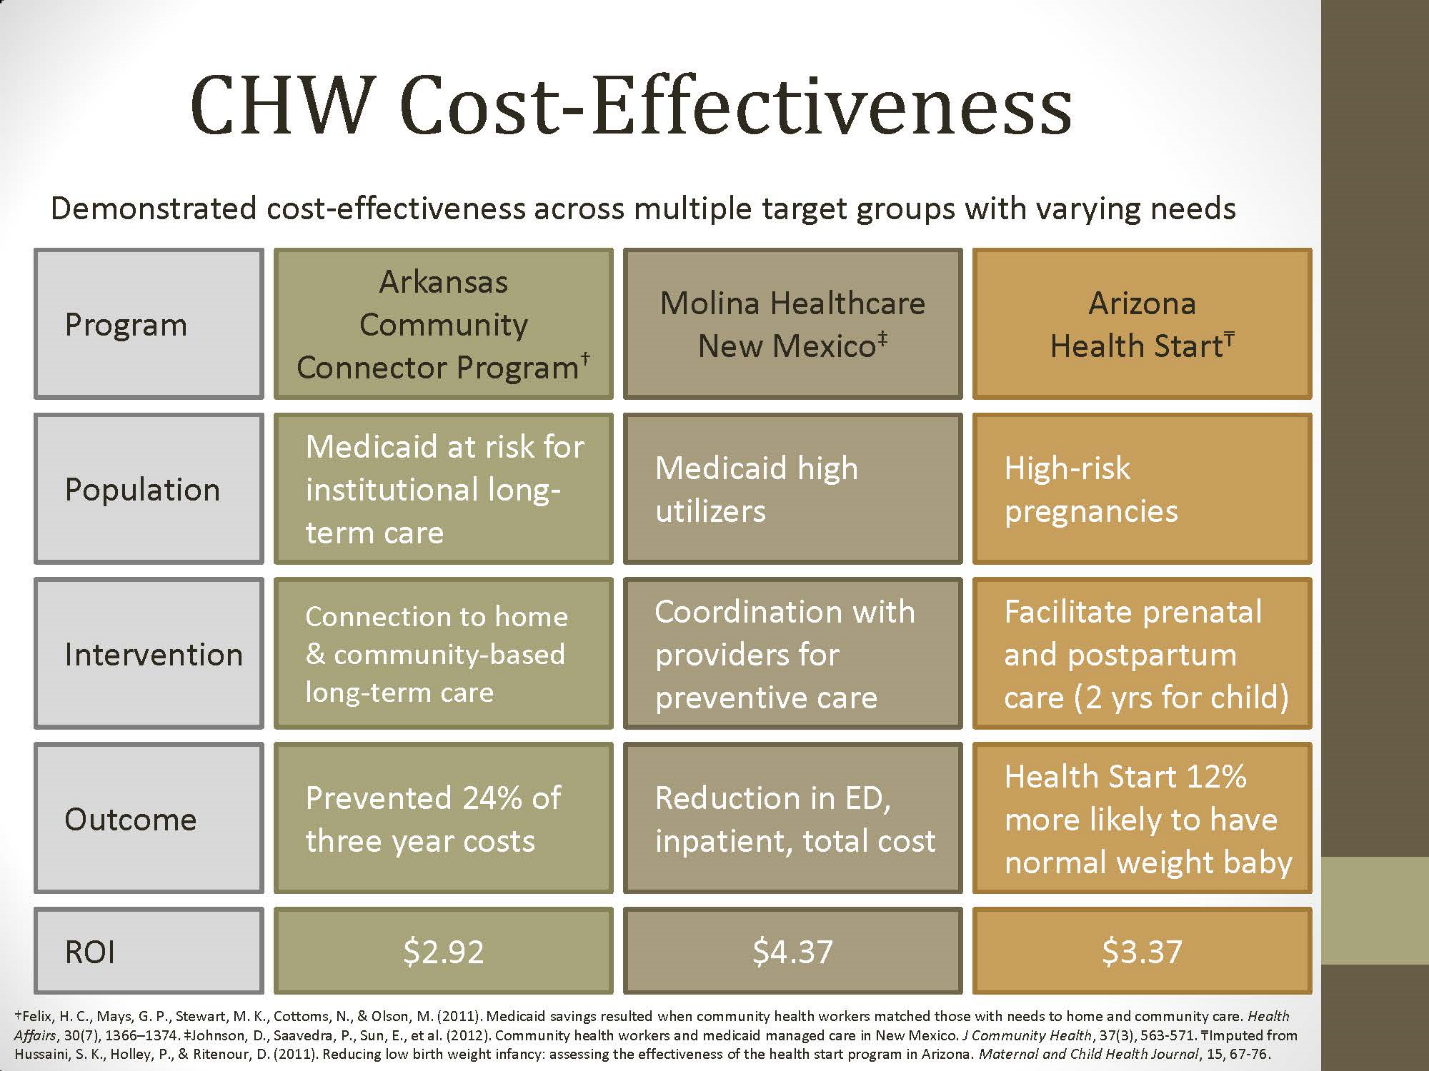 CHW Cost-Effectiveness
Demonstrated cost-effectiveness across multiple target groups with varying needs
Program
Arkansas
Community
Connector Program†
Molina Healthcare
New Mexico‡
Arizona
Health Start₸
Population
Medicaid at risk for
institutional long-
term care
Medicaid high
utilizers
High-risk
pregnancies
Intervention
Connection to home
& community-based
long-term care
Coordination with
providers for
preventive care
Facilitate prenatal
and postpartum
care (2 yrs for child)
Outcome
Prevented 24% of
three year costs
Reduction in ED,
inpatient, total cost
Health Start 12%
more likely to have
normal weight baby
ROI
$2.92
$4.37
$3.37
†Felix, H. C., Mays, G. P., Stewart, M. K., Cottoms, N., & Olson, M. (2011). Medicaid savings resulted when community health workers matched those with needs to home and community care. Health
Affairs, 30(7), 1366–1374. ‡Johnson, D., Saavedra, P., Sun, E., et al. (2012). Community health workers and medicaid managed care in New Mexico. J Community Health, 37(3), 563-571. ₸Imputed from
Hussaini, S. K., Holley, P., & Ritenour, D. (2011). Reducing low birth weight infancy: assessing the effectiveness of the health start program in Arizona. Maternal and Child Health Journal, 15, 67-76.